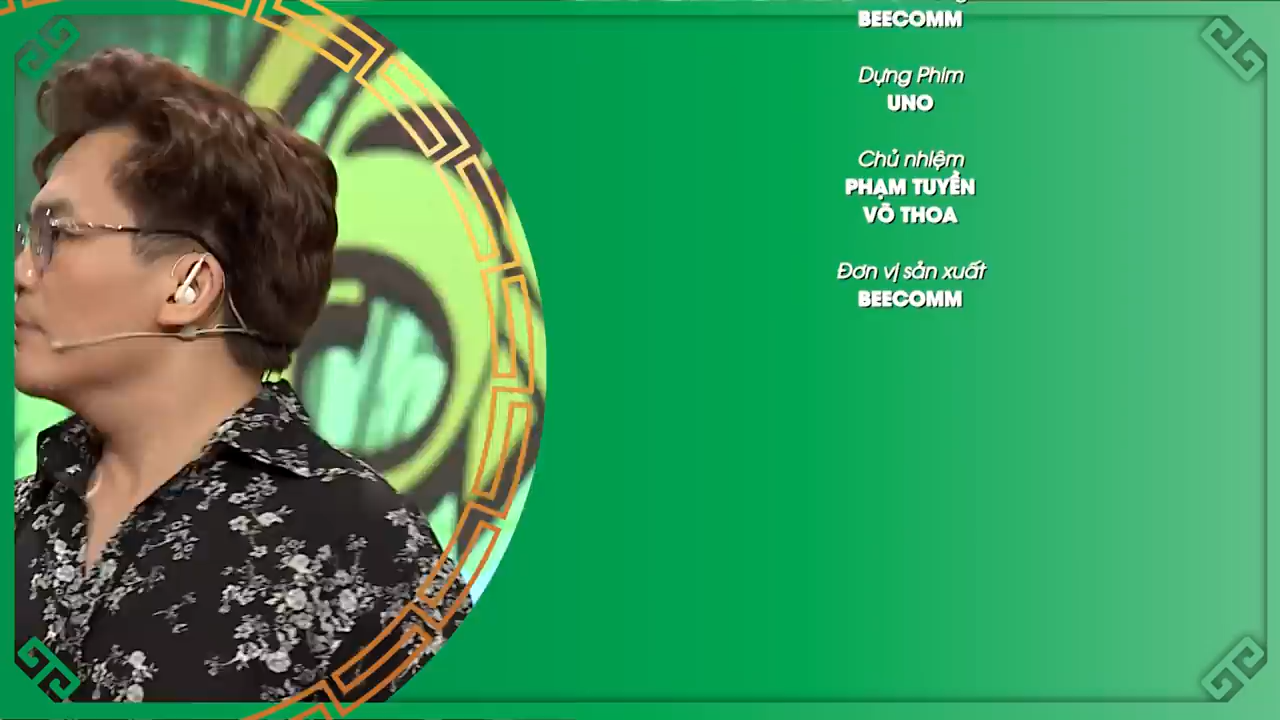 BEECOMM
Dựng Phim
UNO
Chủ nhiệm
PHẠM TUYỀN
VÕ THOA
Đơn vị sản xuất
BEECOMM